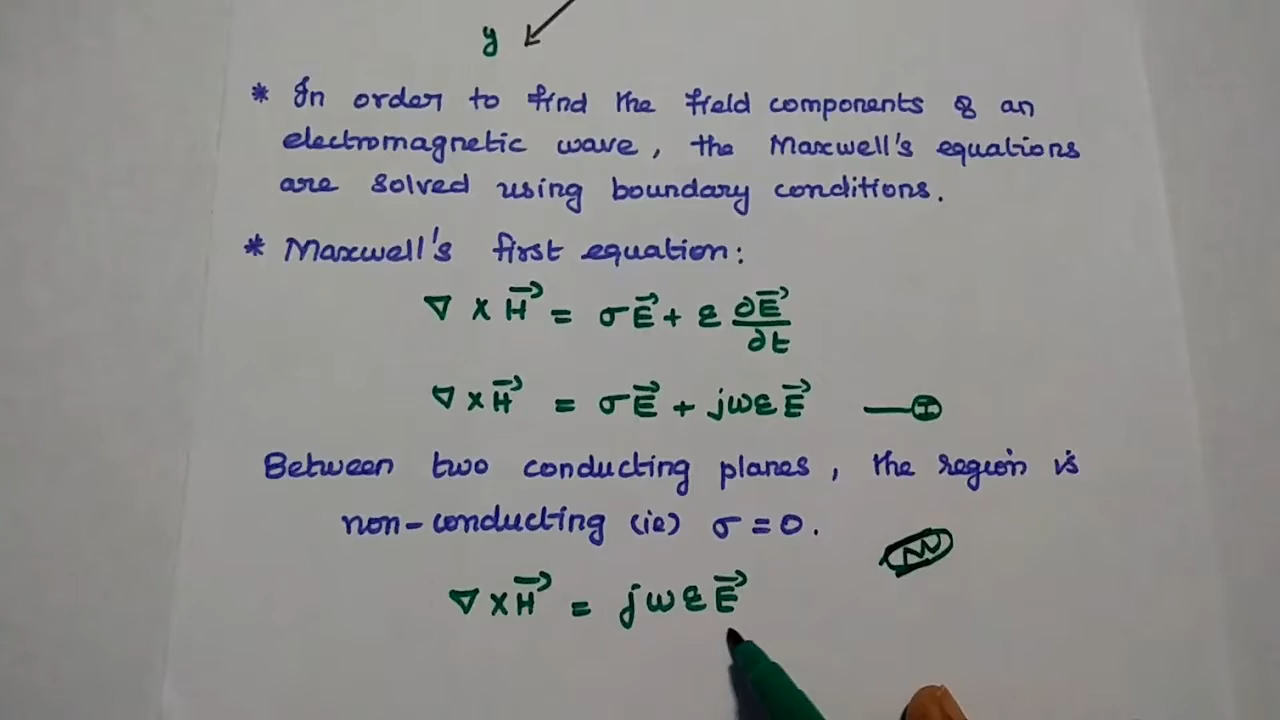 y
* In order to find the field components of an
electromagnetic wave, the Maxwell's equations
are solved using boundary conditions.
* Maxwell's first equation:
∇ × H⃗ = σE⃗ + ε ∂E⃗/∂t
∇ × H⃗ = σE⃗ + jωεE⃗ —①
Between two conducting planes, the region is
non-conducting (ie) σ = 0.
∇ × H⃗ = jωεE⃗